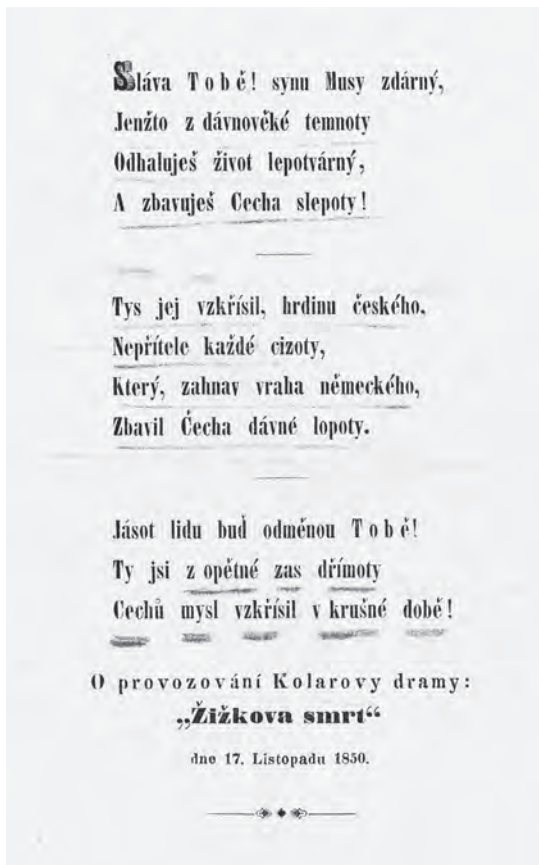 Sláva Tobě! synu Musy zdárný,
Jenžto z dávnověké temnoty
Odhaluješ život lepotvárný,
A zbavuješ Čecha slepoty!
Tys jej vzkřísil, hrdinu českého,
Nepřítele každé cizoty,
Který, zahnav vraha německého,
Zbavil Čecha dávné lopoty.
Jásot lidu buď odměnou Tobě!
Ty jsi z opětné zas dřímoty
Čechů mysl vzkřísil v krušné době!
O provozování Kolarovy dramy:
„Žižkova smrt“
dne 17. Listopadu 1850.